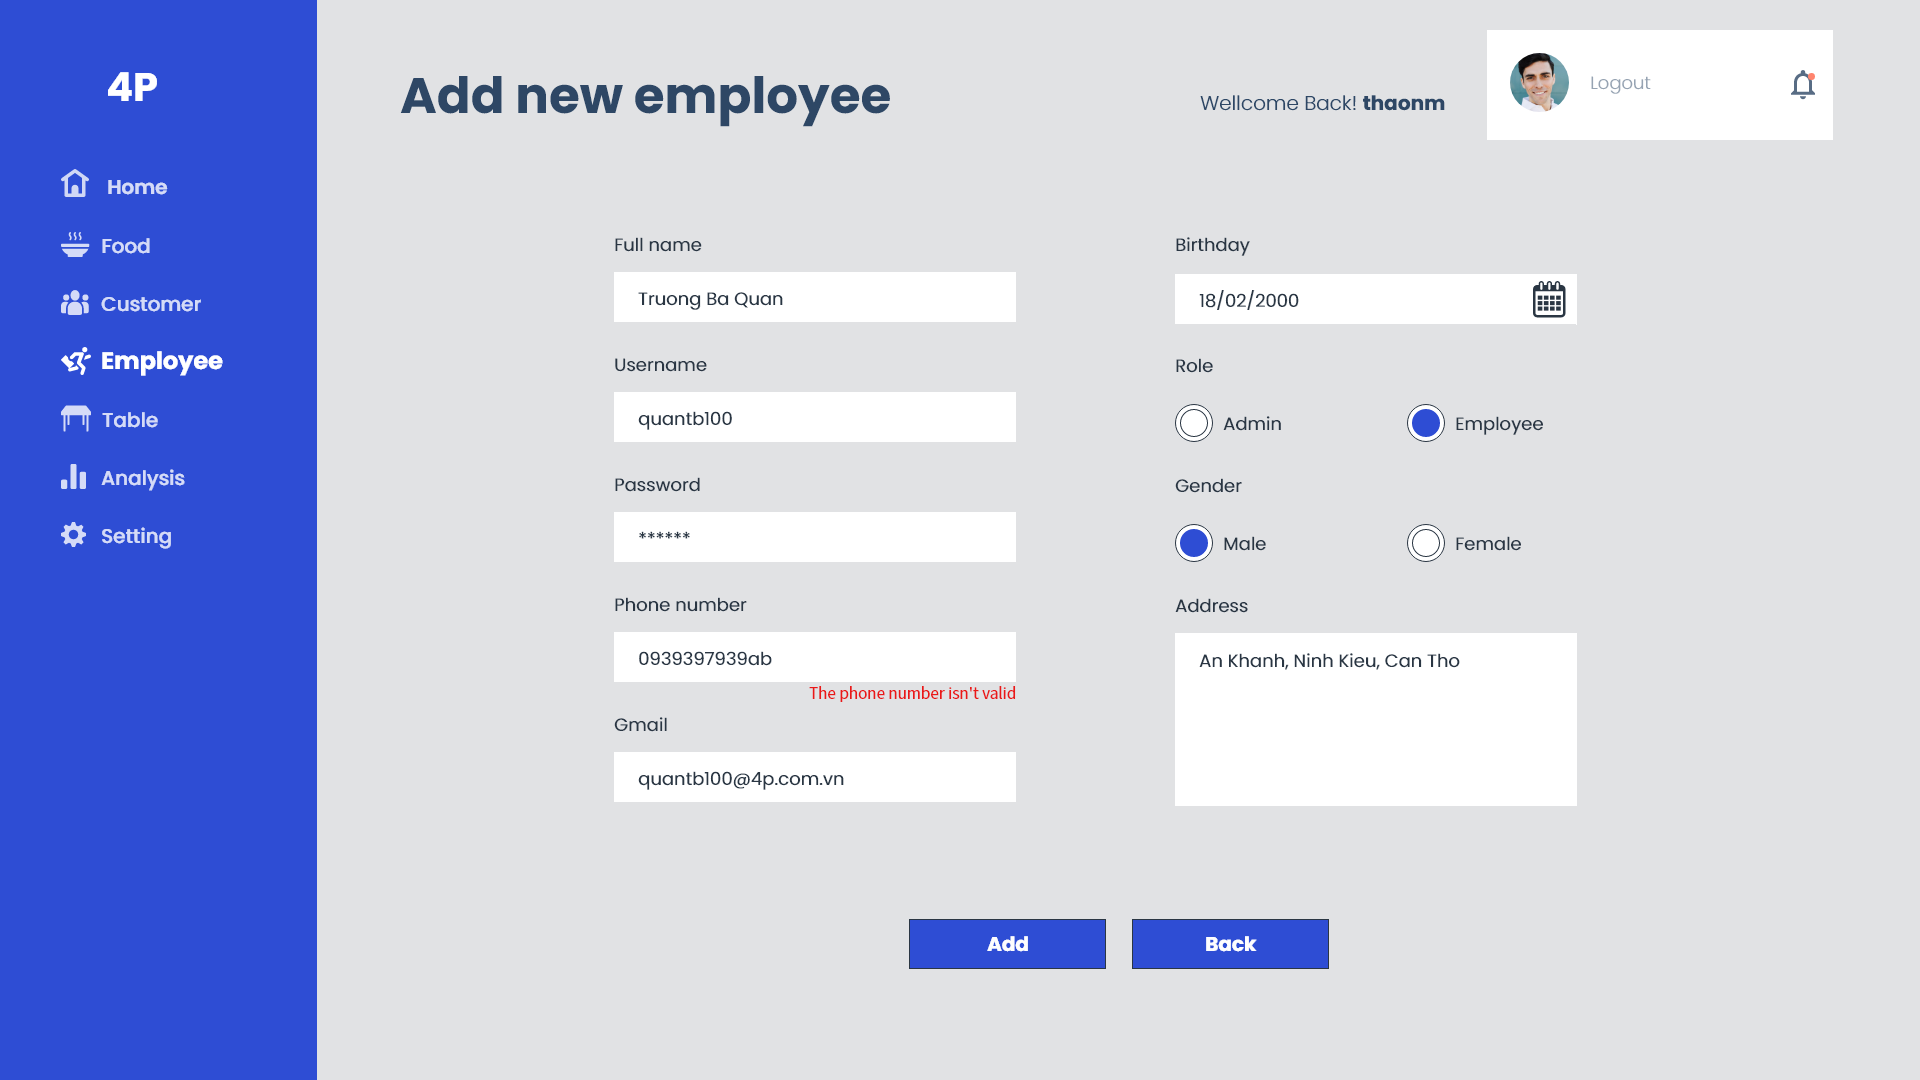 4P
Home
Food
Customer
Employee
Table
Analysis
Setting
Add new employee
Wellcome Back! thaonm
Logout
Full name
Truong Ba Quan
Username
quantb100
Password
******
Phone number
0939397939ab
The phone number isn't valid
Gmail
quantb100@4p.com.vn
Birthday
18/02/2000
Role
Admin
Employee
Gender
Male
Female
Address
An Khanh, Ninh Kieu, Can Tho
Add
Back